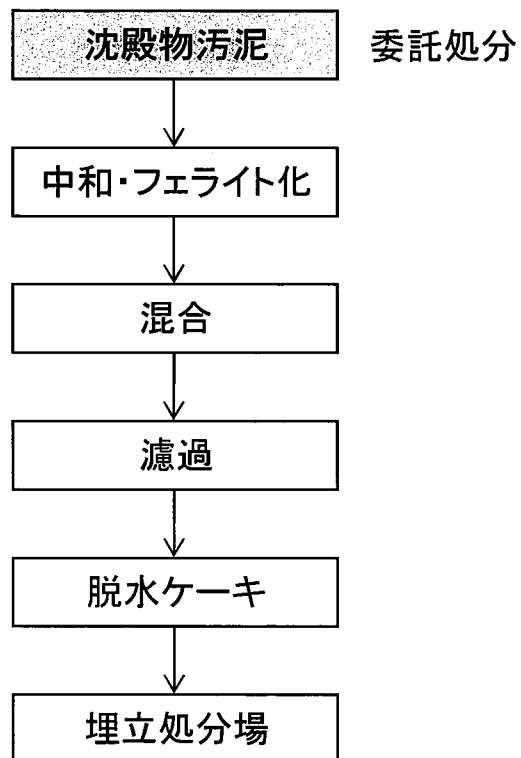 沈殿物汚泥 委託処分
中和・フェライト化
混合
濾過
脱水ケーキ
埋立処分場